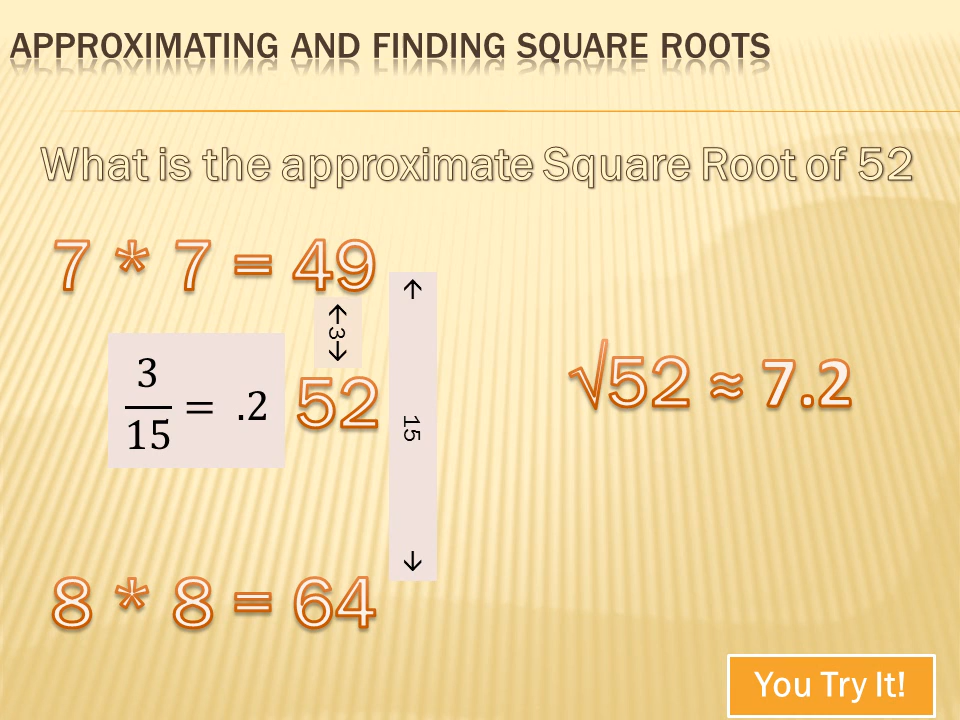 APPROXIMATING AND FINDING SQUARE ROOTS
What is the approximate Square Root of 52
7 * 7 = 49
←3→
3/15 = .2
52
← 15 →
√52 ≈ 7.2
8 * 8 = 64
You Try It!